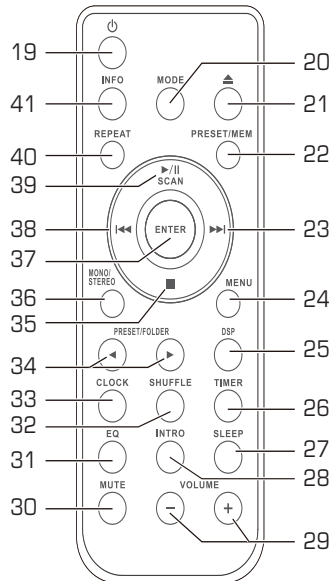 19
20
INFO
MODE
41
21
REPEAT
PRESET/MEM
40
22
39
▶/II
SCAN
38
23
ENTER
37
MONO/
STEREO
36
MENU
24
35
PRESET/FOLDER
DSP
34
25
CLOCK
SHUFFLE
TIMER
33
26
32
EQ
INTRO
SLEEP
27
31
28
MUTE
VOLUME
30
− +
29